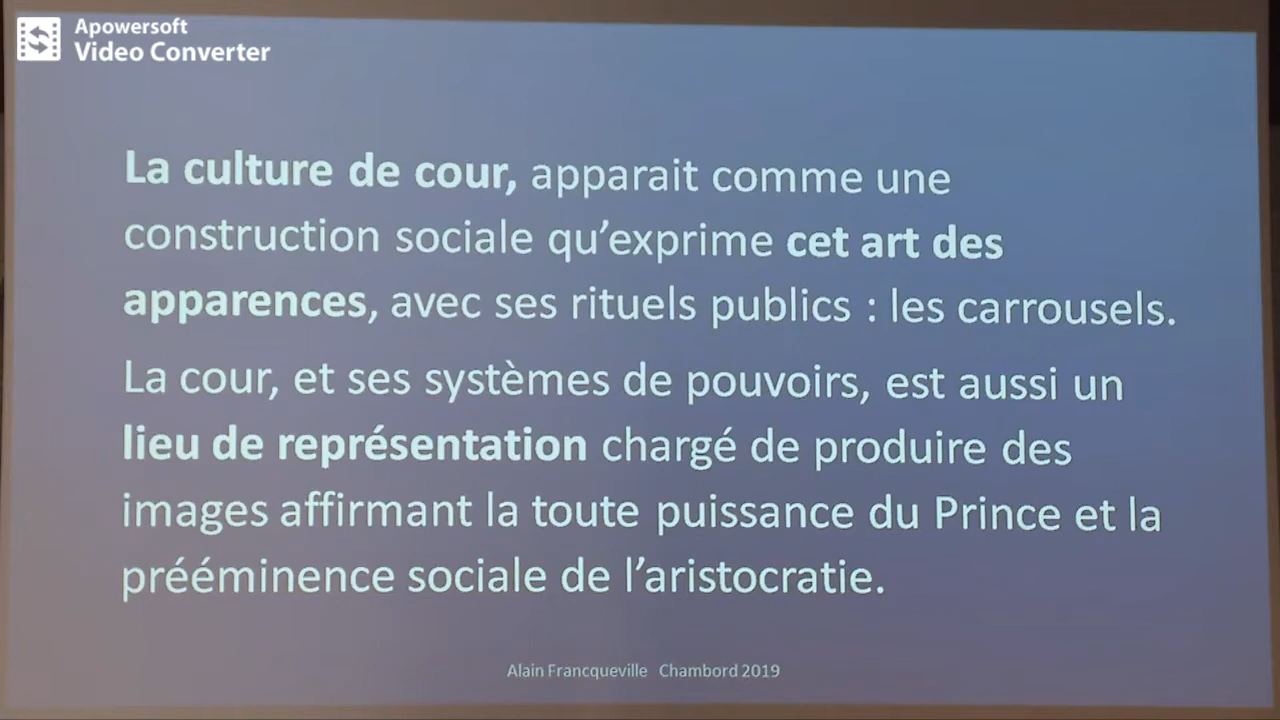 Apowersoft
Video Converter
La culture de cour, apparait comme une
construction sociale qu’exprime cet art des
apparences, avec ses rituels publics : les carrousels.
La cour, et ses systèmes de pouvoirs, est aussi un
lieu de représentation chargé de produire des
images affirmant la toute puissance du Prince et la
prééminence sociale de l’aristocratie.
Alain Francqueville Chambord 2019